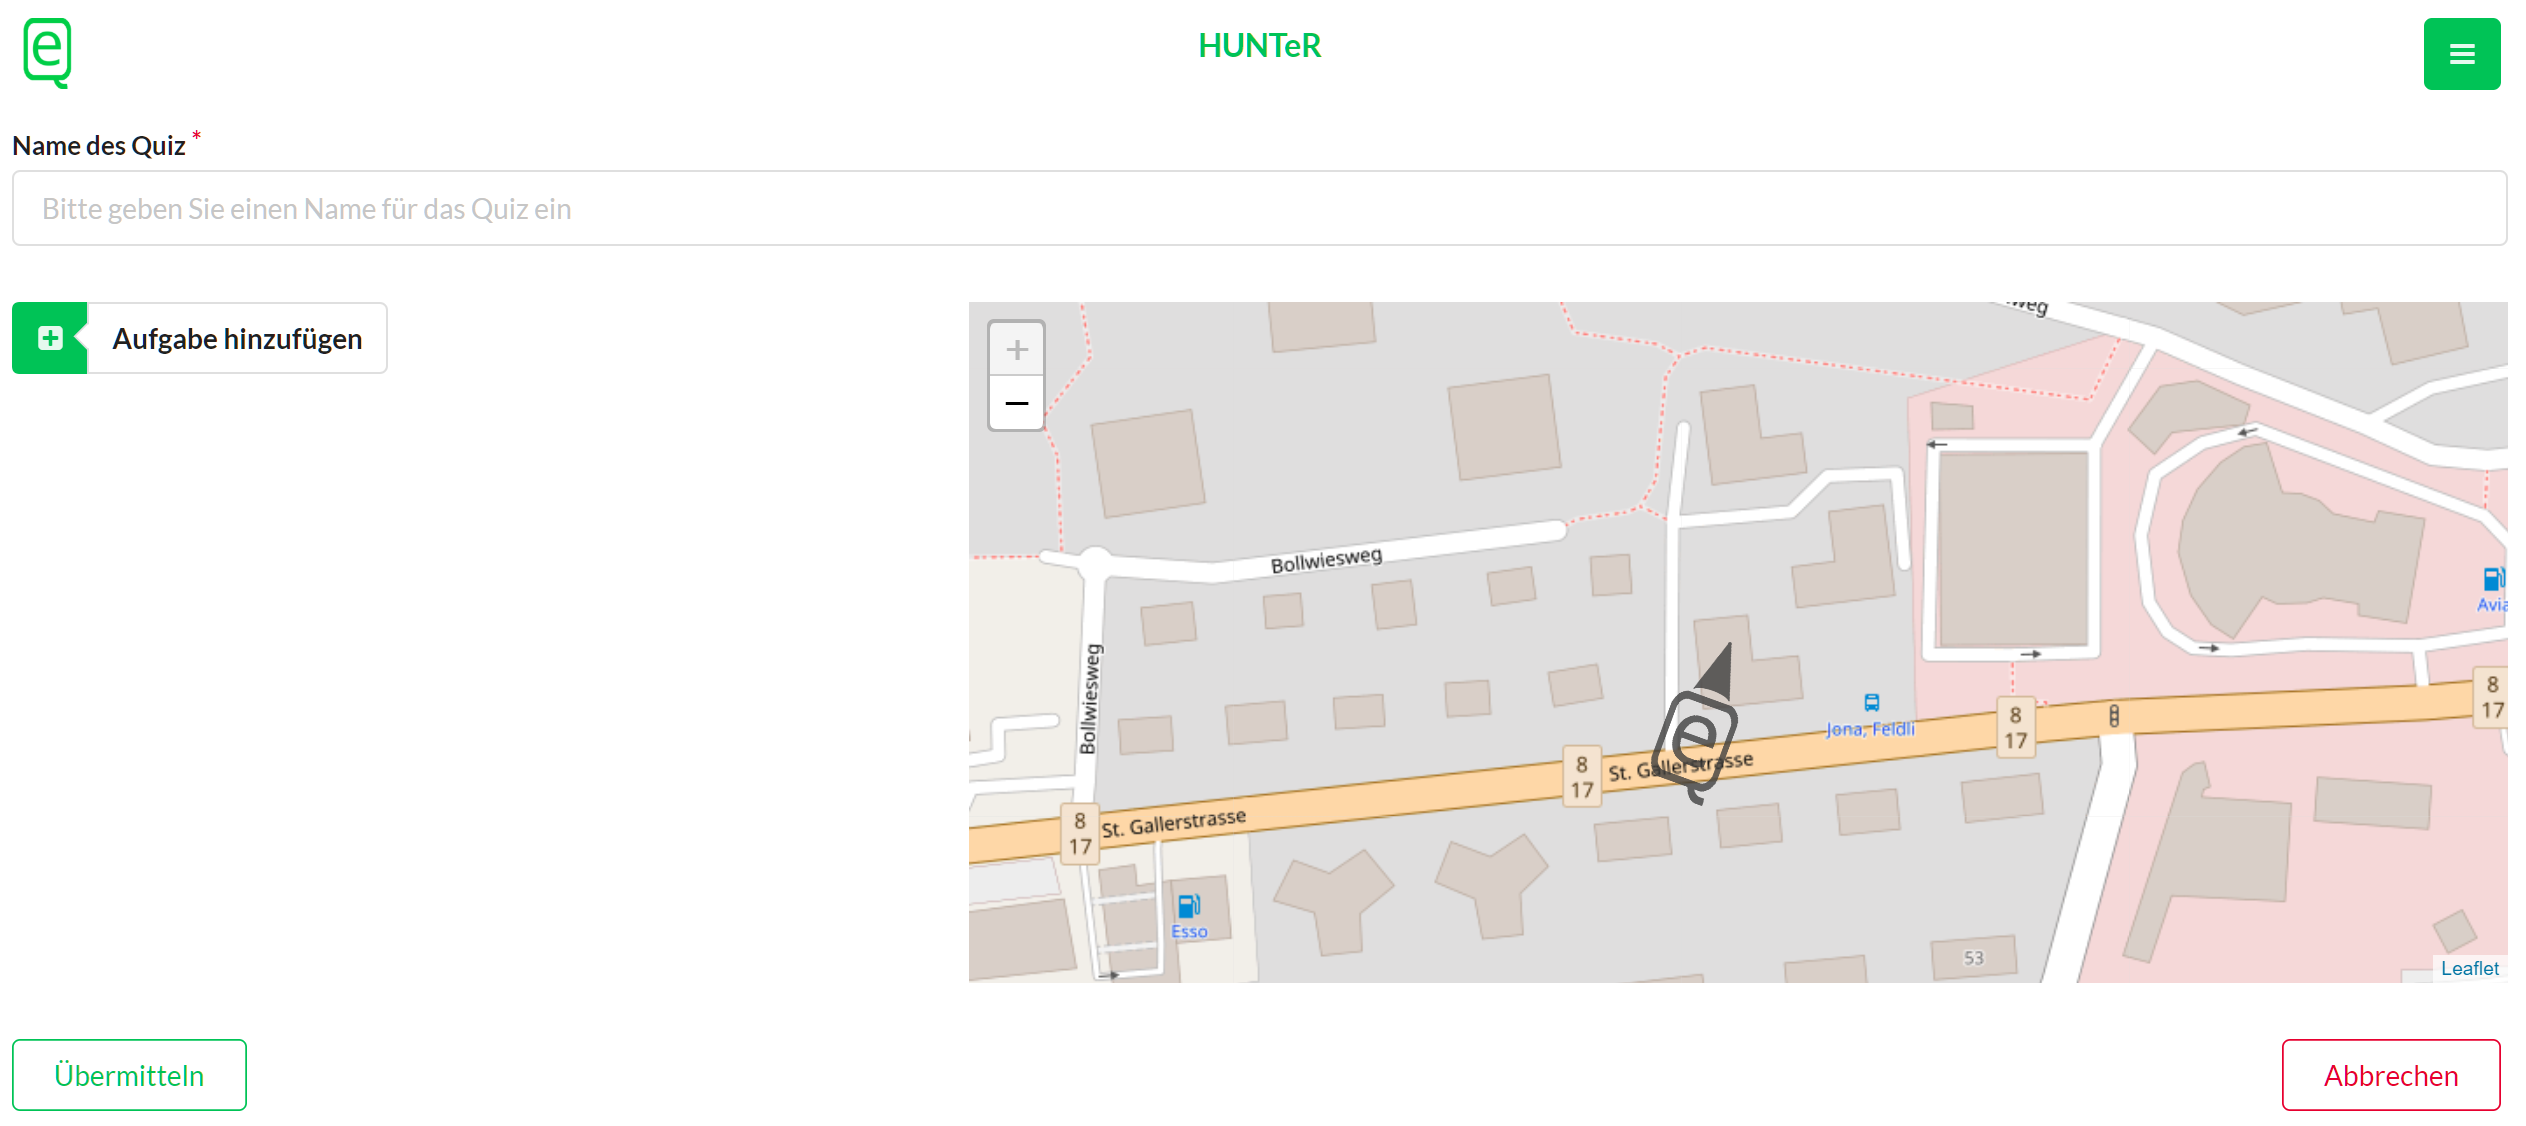 e
HUNTeR
Name des Quiz *
Bitte geben Sie einen Name für das Quiz ein
Aufgabe hinzufügen
+
−
weg
Bollwiesweg
Bollwiesweg
Avia
8
17
8
17
Jona, Feldli
e
8
17
St. Gallerstrasse
8
17
St. Gallerstrasse
Esso
53
Leaflet
Übermitteln
Abbrechen